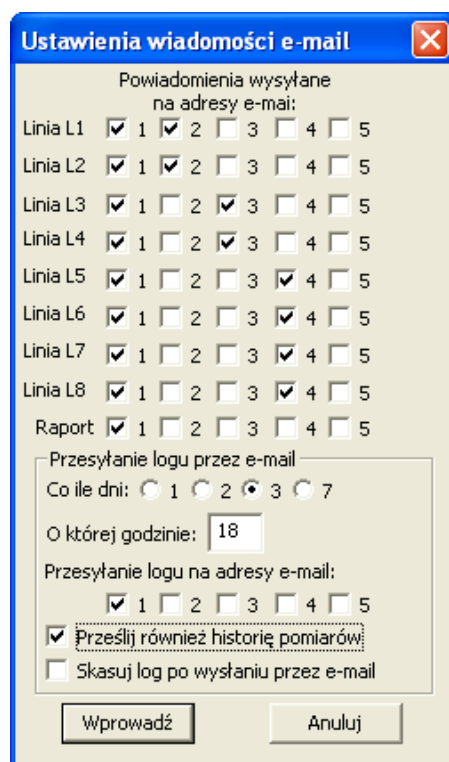 Ustawienia wiadomości e-mail
Powiadomienia wysyłane
na adresy e-mai:
Linia L1 1 2 3 4 5
Linia L2 1 2 3 4 5
Linia L3 1 2 3 4 5
Linia L4 1 2 3 4 5
Linia L5 1 2 3 4 5
Linia L6 1 2 3 4 5
Linia L7 1 2 3 4 5
Linia L8 1 2 3 4 5
Raport 1 2 3 4 5
Przesyłanie logu przez e-mail
Co ile dni: 1 2 3 7
O której godzinie: 18
Przesyłanie logu na adresy e-mail:
1 2 3 4 5
Prześlij również historię pomiarów
Skasuj log po wysłaniu przez e-mail
Wprowadź Anuluj